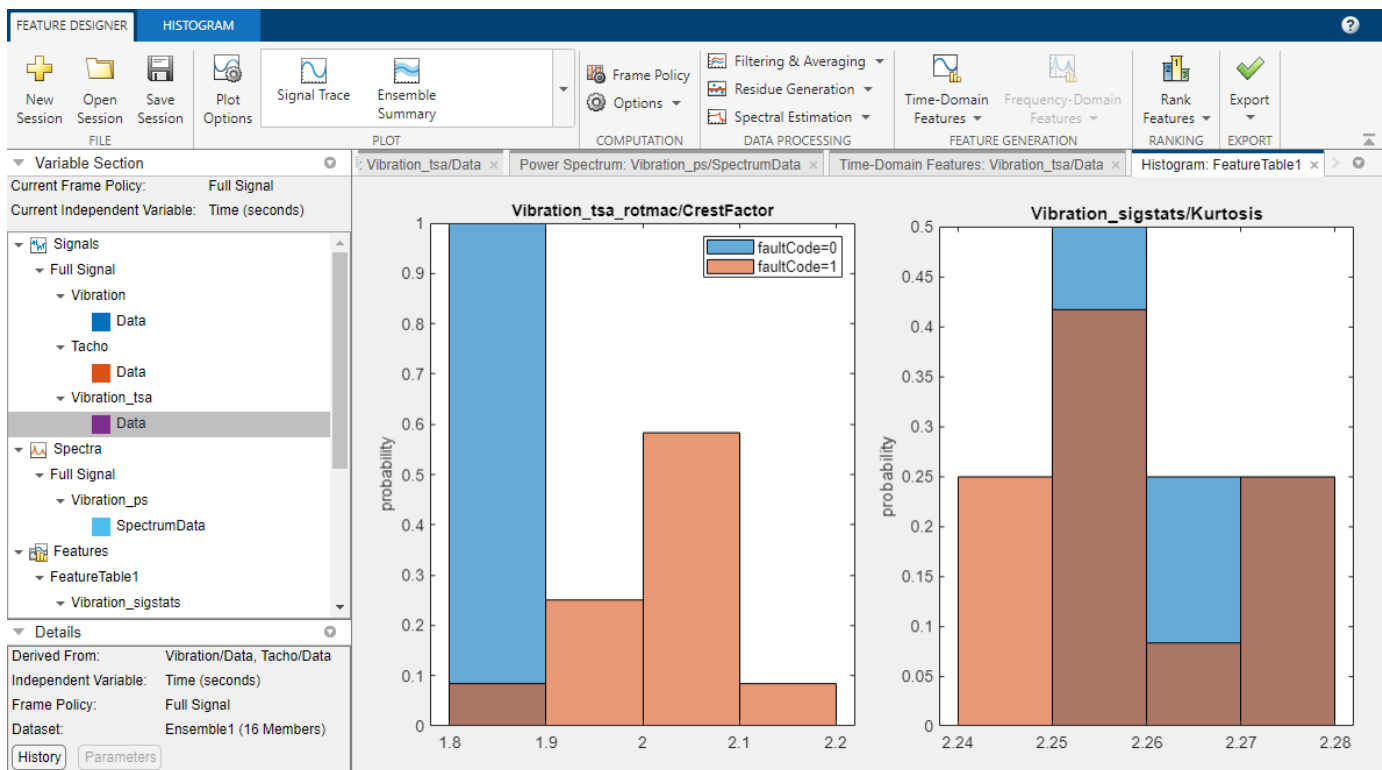 FEATURE DESIGNER
HISTOGRAM
?
New
Session
Open
Session
Save
Session
FILE
Plot
Options
Signal Trace
Ensemble
Summary
PLOT
Frame Policy
Options
COMPUTATION
Filtering & Averaging
Residue Generation
Spectral Estimation
DATA PROCESSING
Time-Domain
Features
Frequency-Domain
Features
FEATURE GENERATION
Rank
Features
RANKING
Export
EXPORT
Variable Section
Current Frame Policy: Full Signal
Current Independent Variable: Time (seconds)
Signals
Full Signal
Vibration
Data
Tacho
Data
Vibration_tsa
Data
Spectra
Full Signal
Vibration_ps
SpectrumData
Features
FeatureTable1
Vibration_sigstats
Details
Derived From: Vibration/Data, Tacho/Data
Independent Variable: Time (seconds)
Frame Policy: Full Signal
Dataset: Ensemble1 (16 Members)
History
Parameters
: Vibration_tsa/Data ×
Power Spectrum: Vibration_ps/SpectrumData ×
Time-Domain Features: Vibration_tsa/Data ×
Histogram: FeatureTable1 ×
Vibration_tsa_rotmac/CrestFactor
faultCode=0
faultCode=1
1
0.9
0.8
0.7
0.6
0.5
0.4
0.3
0.2
0.1
0
probability
1.8 1.9 2 2.1 2.2
Vibration_sigstats/Kurtosis
0.5
0.45
0.4
0.35
0.3
0.25
0.2
0.15
0.1
0.05
0
probability
2.24 2.25 2.26 2.27 2.28